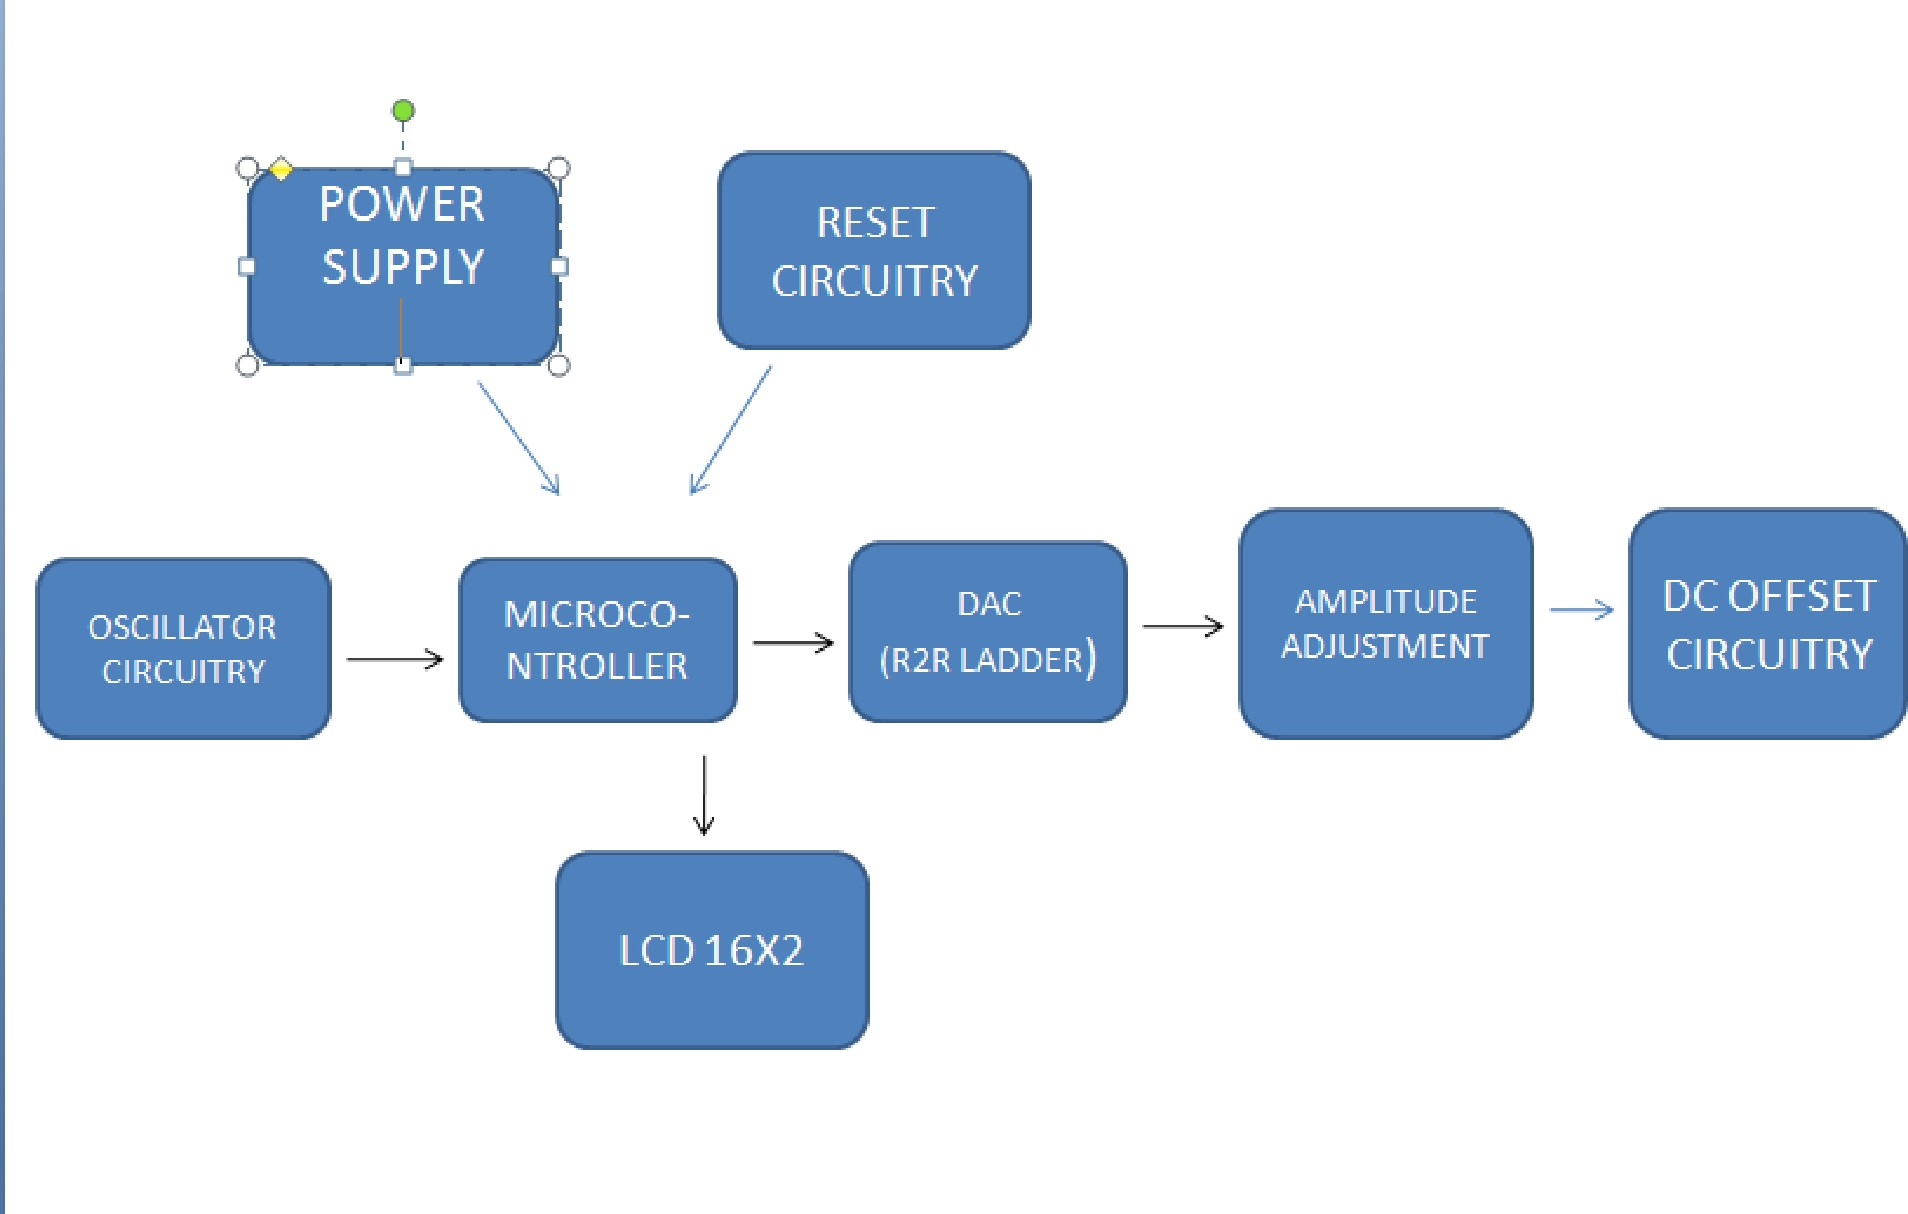 POWER
SUPPLY
RESET
CIRCUITRY
OSCILLATOR
CIRCUITRY
MICROCO-
NTROLLER
DAC
(R2R LADDER)
AMPLITUDE
ADJUSTMENT
DC OFFSET
CIRCUITRY
LCD 16X2